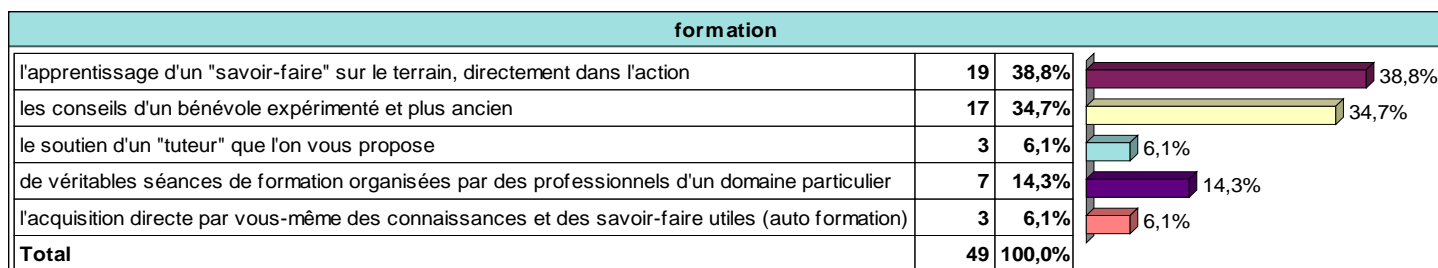 formation
l'apprentissage d'un "savoir-faire" sur le terrain, directement dans l'action 19 38,8% 38,8%
les conseils d'un bénévole expérimenté et plus ancien 17 34,7% 34,7%
le soutien d'un "tuteur" que l'on vous propose 3 6,1% 6,1%
de véritables séances de formation organisées par des professionnels d'un domaine particulier 7 14,3% 14,3%
l'acquisition directe par vous-même des connaissances et des savoir-faire utiles (auto formation) 3 6,1% 6,1%
Total 49 100,0%